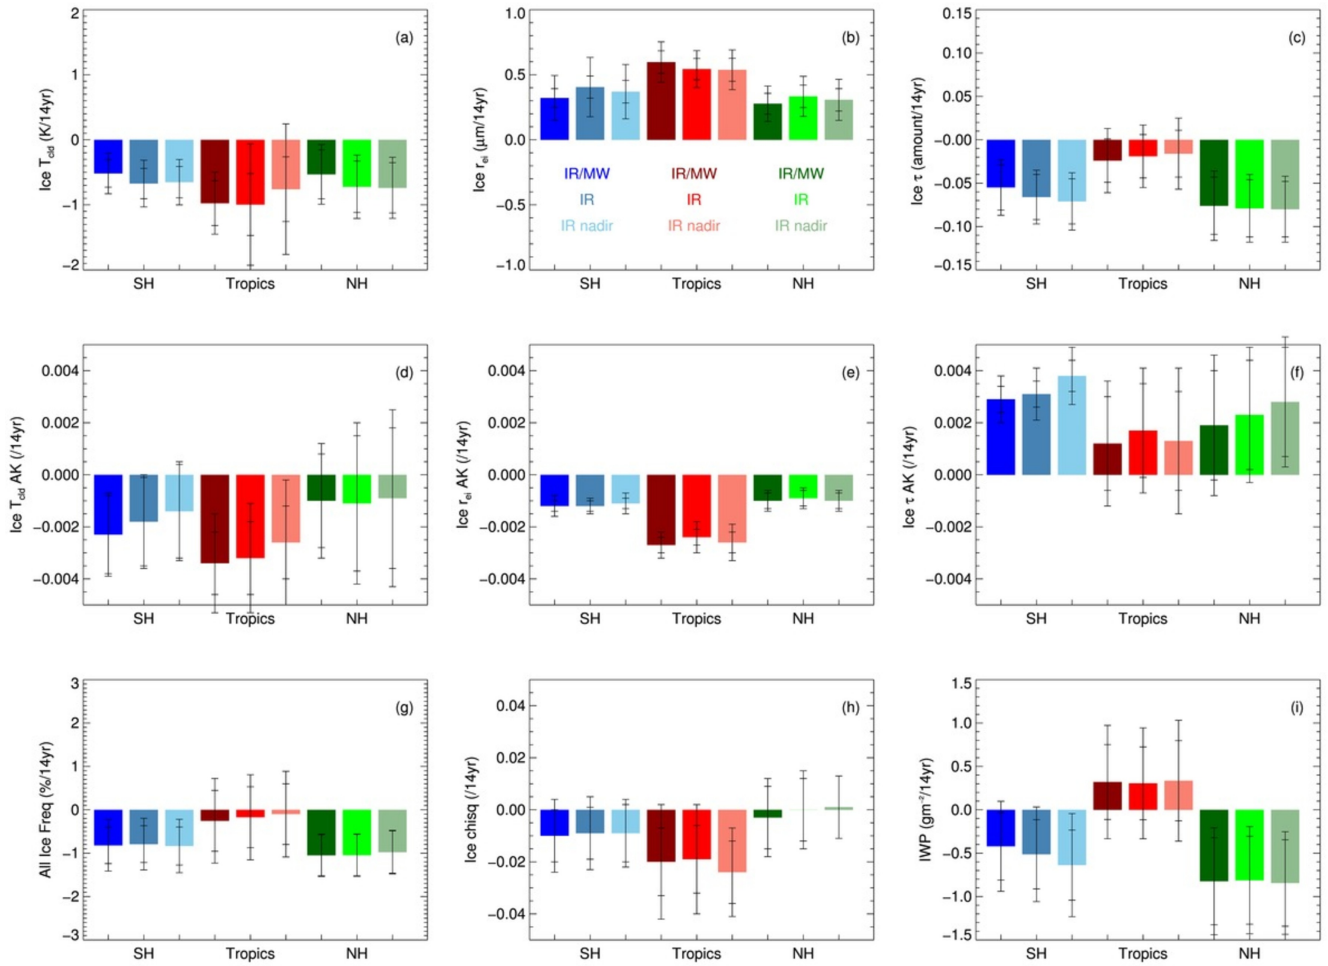 Ice T_cld (K/14yr)
2
1
0
−1
−2
(a)
SH Tropics NH
Ice r_ei (μm/14yr)
1.0
0.5
0.0
−0.5
−1.0
(b)
IR/MW IR/MW IR/MW
IR IR IR
IR nadir IR nadir IR nadir
SH Tropics NH
Ice τ (amount/14yr)
0.15
0.10
0.05
−0.00
−0.05
−0.10
−0.15
(c)
SH Tropics NH
Ice T_cld AK (/14yr)
0.004
0.002
0.000
−0.002
−0.004
(d)
SH Tropics NH
Ice r_ei AK (/14yr)
0.004
0.002
0.000
−0.002
−0.004
(e)
SH Tropics NH
Ice τ AK (/14yr)
0.004
0.002
0.000
−0.002
−0.004
(f)
SH Tropics NH
All Ice Freq (%/14yr)
3
2
1
0
−1
−2
−3
(g)
SH Tropics NH
Ice chisq (/14yr)
0.04
0.02
0.00
−0.02
−0.04
(h)
SH Tropics NH
IWP (gm⁻²/14yr)
1.5
1.0
0.5
0.0
−0.5
−1.0
−1.5
(i)
SH Tropics NH